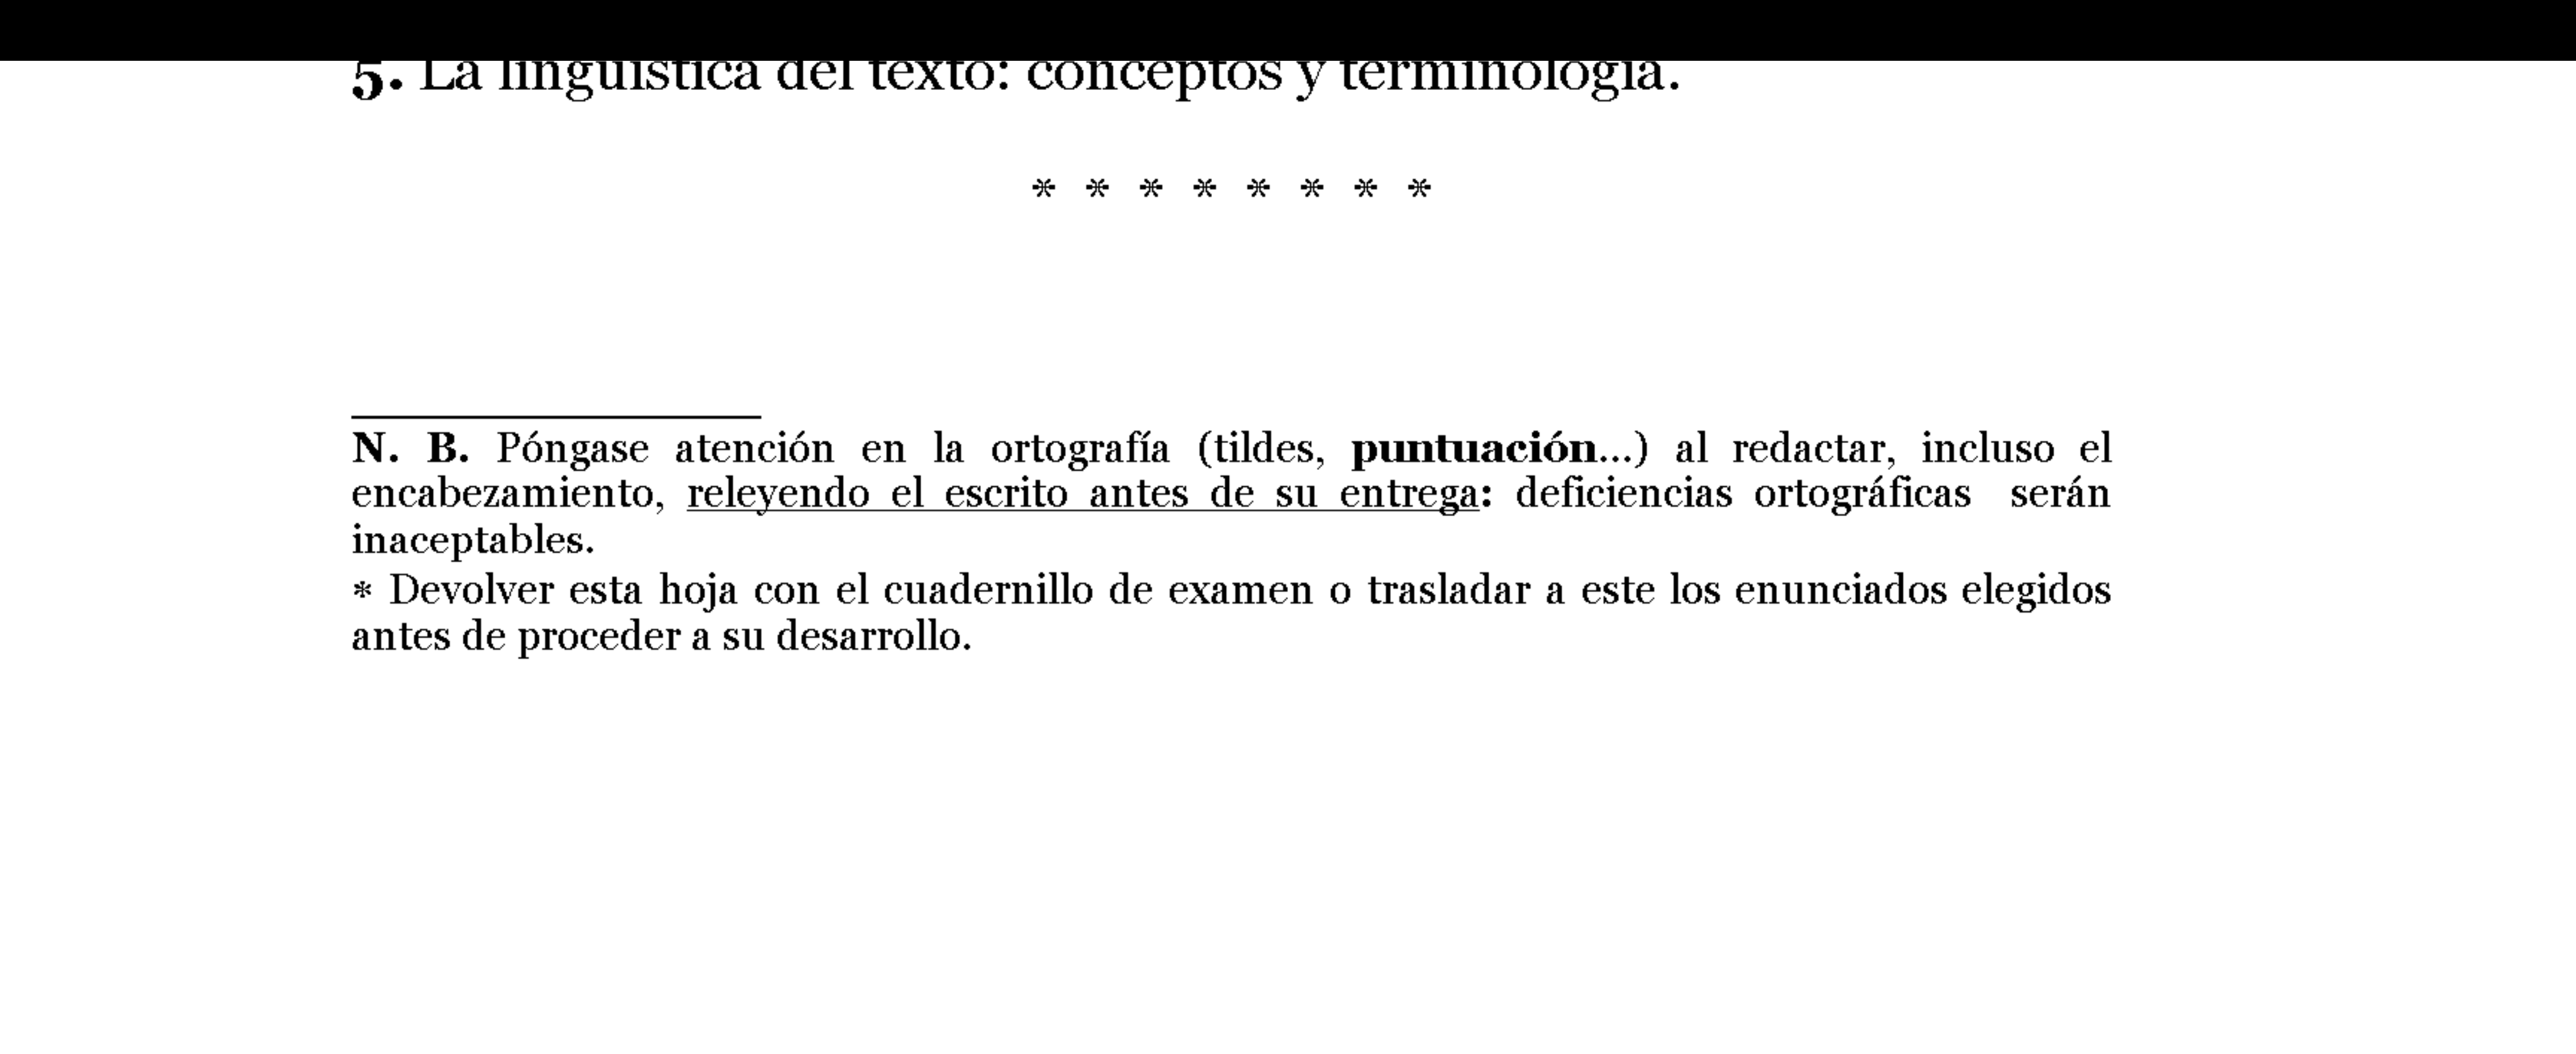 5. La lingüística del texto: conceptos y terminología.
* * * * * * * *
N. B. Póngase atención en la ortografía (tildes, puntuación...) al redactar, incluso el
encabezamiento, releyendo el escrito antes de su entrega: deficiencias ortográficas serán
inaceptables.
* Devolver esta hoja con el cuadernillo de examen o trasladar a este los enunciados elegidos
antes de proceder a su desarrollo.